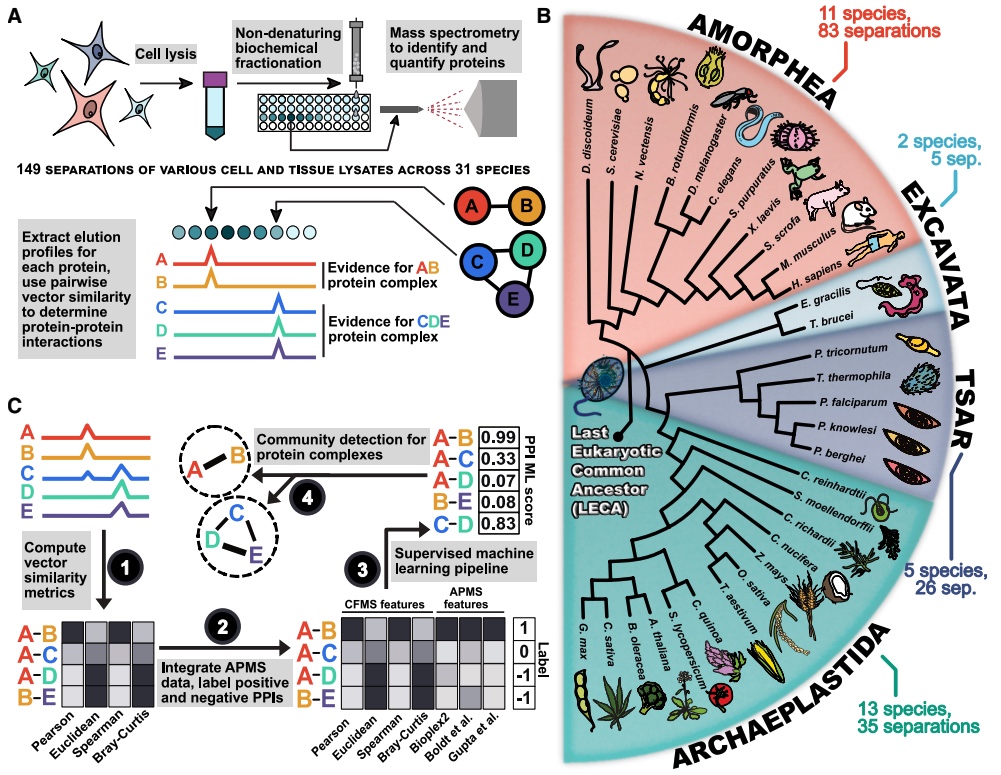 A
Cell lysis
Non-denaturing
biochemical
fractionation
Mass spectrometry
to identify and
quantify proteins
149 SEPARATIONS OF VARIOUS CELL AND TISSUE LYSATES ACROSS 31 SPECIES
Extract elution
profiles for
each protein,
use pairwise
vector similarity
to determine
protein-protein
interactions
A
B
C
D
E
Evidence for AB
protein complex
Evidence for CDE
protein complex
A
B
C
D
E
B
AMORPHEA
11 species,
83 separations
D. discoideum
S. cerevisiae
N. vectensis
B. rotundiformis
D. melanogaster
C. elegans
S. purpuratus
X. laevis
S. scrofa
M. musculus
H. sapiens
EXCAVATA
2 species,
5 sep.
E. gracilis
T. brucei
TSAR
5 species,
26 sep.
P. tricornutum
T. thermophila
P. falciparum
P. knowlesi
P. berghei
Last
Eukaryotic
Common
Ancestor
(LECA)
ARCHAEPLASTIDA
13 species,
35 separations
C. reinhardtii
S. moellendorffii
C. richardii
C. nucifera
Z. mays
O. sativa
T. aestivum
C. quinoa
S. lycopersicum
A. thaliana
B. oleracea
C. sativa
G. max
C
A
B
C
D
E
Compute
vector
similarity
metrics
1
A-B
A-C
A-D
B-E
Pearson
Euclidean
Spearman
Bray-Curtis
2
Integrate APMS
data, label positive
and negative PPIs
CFMS features
APMS
features
A-B
A-C
A-D
B-E
1
0
-1
-1
Label
Pearson
Euclidean
Spearman
Bray-Curtis
Bioplex2
Boldt et al.
Gupta et al.
3
Supervised machine
learning pipeline
A-B 0.99
A-C 0.33
A-D 0.07
B-E 0.08
C-D 0.83
PPI ML score
Community detection for
protein complexes
4
A
B
C
D
E